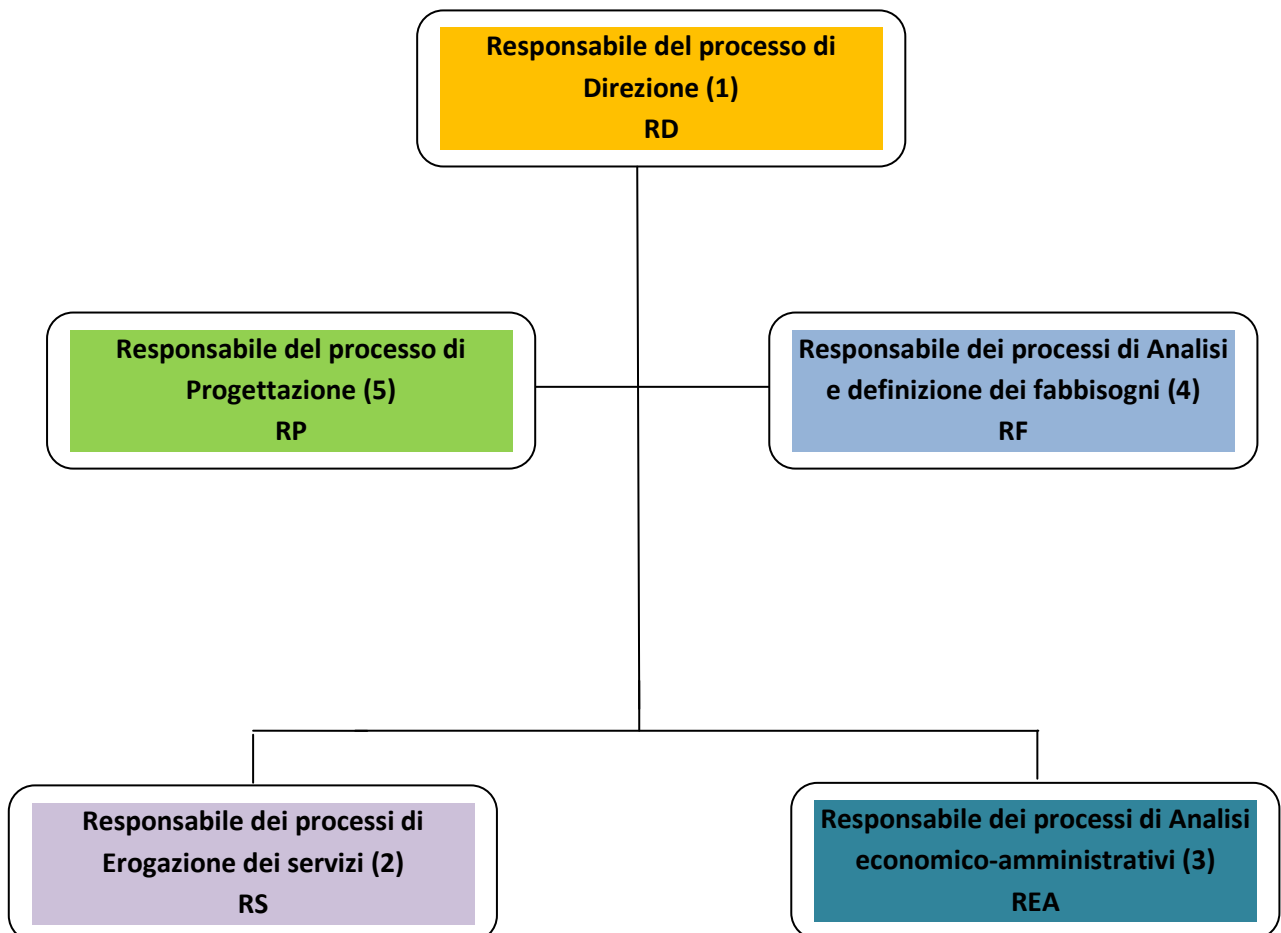 Responsabile del processo di
Direzione (1)
RD
Responsabile del processo di
Progettazione (5)
RP
Responsabile dei processi di Analisi
e definizione dei fabbisogni (4)
RF
Responsabile dei processi di
Erogazione dei servizi (2)
RS
Responsabile dei processi di Analisi
economico-amministrativi (3)
REA